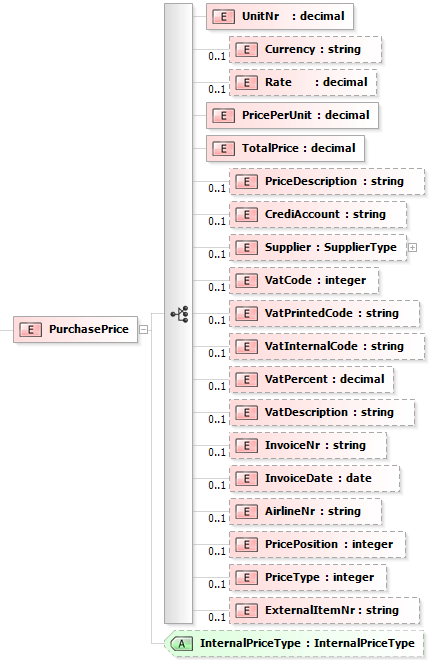 E UnitNr : decimal
0..1 E Currency : string
0..1 E Rate : decimal
E PricePerUnit : decimal
E TotalPrice : decimal
0..1 E PriceDescription : string
0..1 E CrediAccount : string
0..1 E Supplier : SupplierType
0..1 E VatCode : integer
0..1 E VatPrintedCode : string
E PurchasePrice
0..1 E VatInternalCode : string
0..1 E VatPercent : decimal
0..1 E VatDescription : string
0..1 E InvoiceNr : string
0..1 E InvoiceDate : date
0..1 E AirlineNr : string
0..1 E PricePosition : integer
0..1 E PriceType : integer
0..1 E ExternalItemNr : string
A InternalPriceType : InternalPriceType